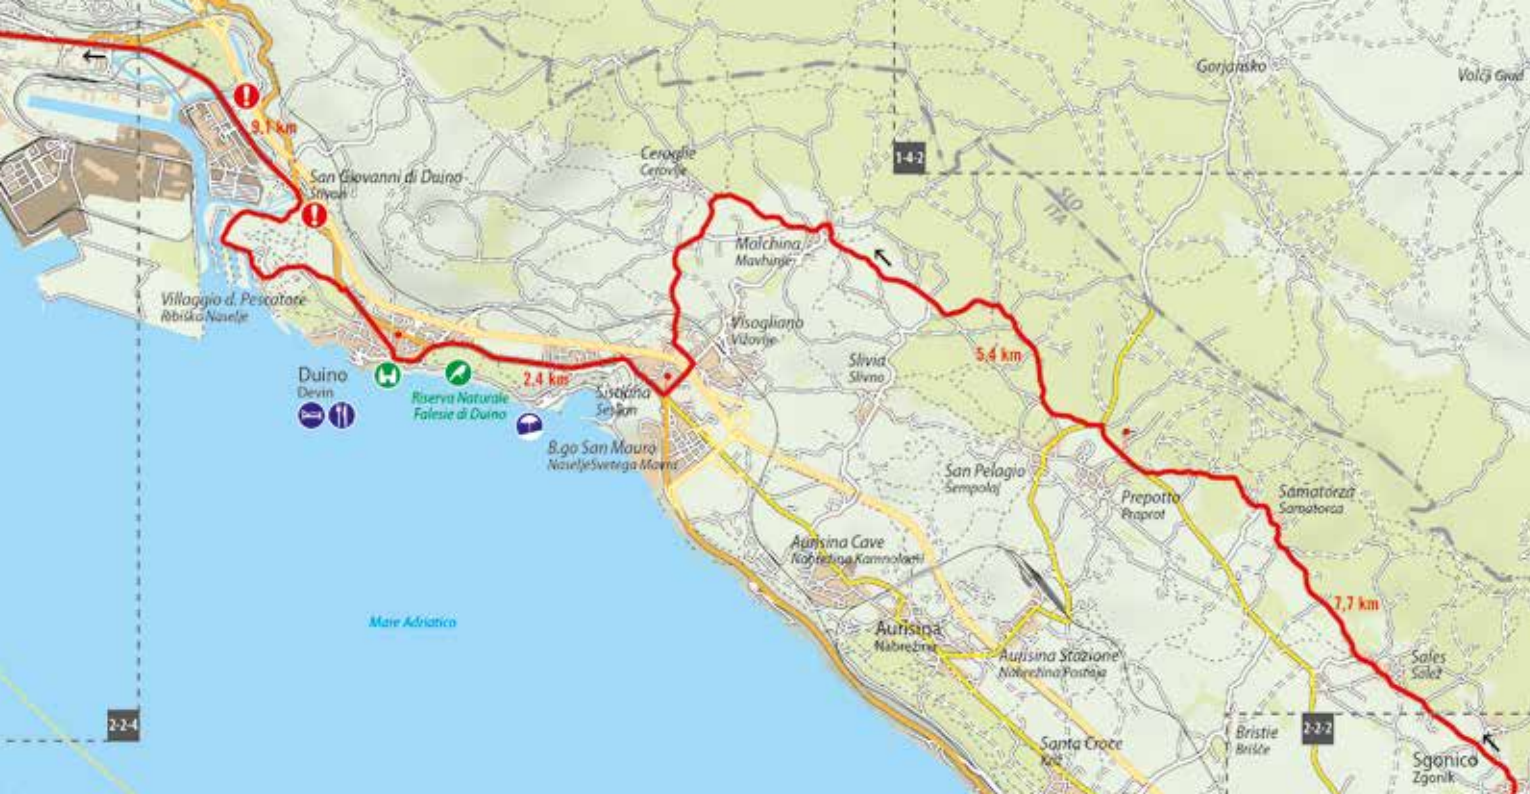 Gorjansko
Volčji Grad
9,1 km
Ceroglie
Cerovlje
1-4-2
San Giovanni di Duino
Štivan
SLO
ITA
Malchina
Mavhinje
Villaggio d. Pescatore
Ribiško Naselje
Visogliano
Vižovlje
5,4 km
Slivia
Slivno
Duino
Devin
Riserva Naturale
Falesie di Duino
2,4 km
Sistiana
Sesljan
B.go San Mauro
NaseljeSvetega Mavra
San Pelagio
Šempolaj
Prepotto
Praprot
Samatorza
Samatorca
Aurisina Cave
Nabrežina Kamnolomi
7,7 km
Mare Adriatico
Aurisina
Nabrežina
Aurisina Stazione
Nabrežina Postaja
Sales
Salež
2-2-4
2-2-2
Bristie
Brišče
Santa Croce
Križ
Sgonico
Zgonik